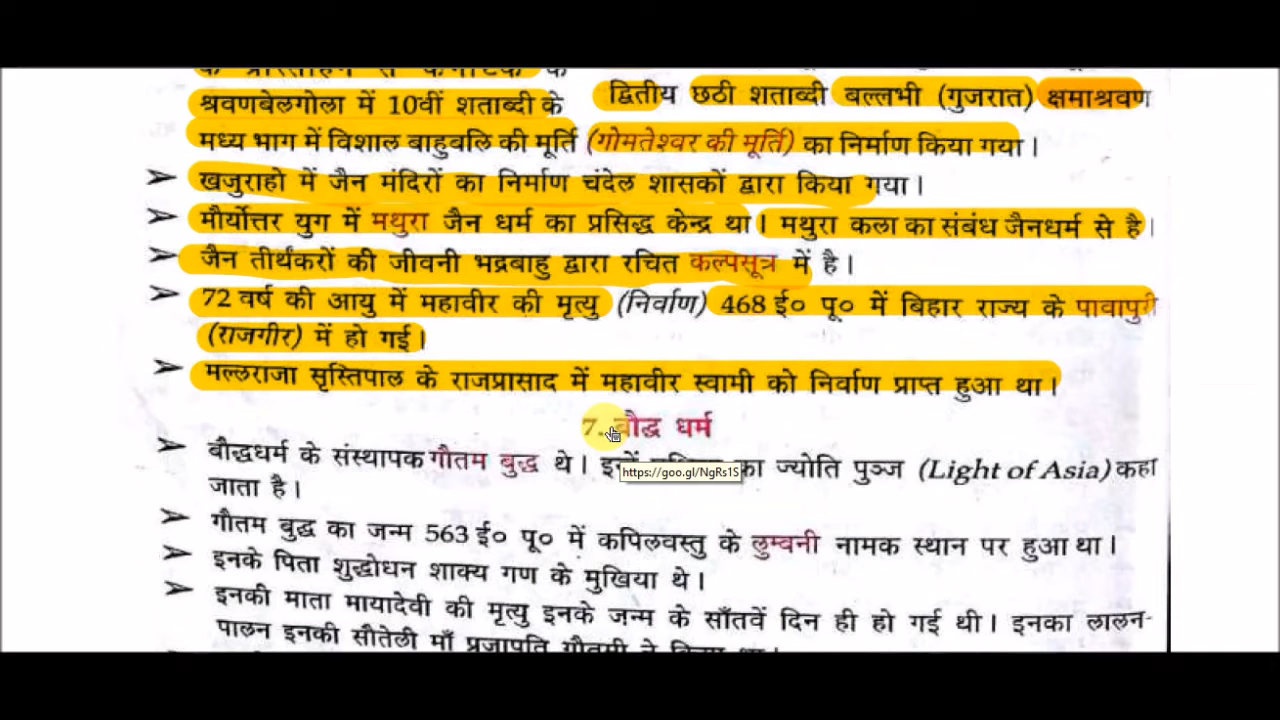 द्वितीय छठी शताब्दी बल्लभी (गुजरात) क्षमाश्रवण
श्रवणबेलगोला में 10वीं शताब्दी के
मध्य भाग में विशाल बाहुबलि की मूर्ति (गोमतेश्वर की मूर्ति) का निर्माण किया गया।
➤ खजुराहो में जैन मंदिरों का निर्माण चंदेल शासकों द्वारा किया गया।
➤ मौर्योत्तर युग में मथुरा जैन धर्म का प्रसिद्ध केन्द्र था। मथुरा कला का संबंध जैनधर्म से है।
➤ जैन तीर्थंकरों की जीवनी भद्रबाहु द्वारा रचित कल्पसूत्र में है।
➤ 72 वर्ष की आयु में महावीर की मृत्यु (निर्वाण) 468 ई० पू० में बिहार राज्य के पावापुरी
(राजगीर) में हो गई।
➤ मल्लराजा सृस्तिपाल के राजप्रासाद में महावीर स्वामी को निर्वाण प्राप्त हुआ था।
7. बौद्ध धर्म
➤ बौद्धधर्म के संस्थापक गौतम बुद्ध थे। का ज्योति पुञ्ज (Light of Asia) कहा
https://goo.gl/NgRs1S
जाता है।
➤ गौतम बुद्ध का जन्म 563 ई० पू० में कपिलवस्तु के लुम्वनी नामक स्थान पर हुआ था।
➤ इनके पिता शुद्धोधन शाक्य गण के मुखिया थे।
➤ इनकी माता मायादेवी की मृत्यु इनके जन्म के साँतवें दिन ही हो गई थी। इनका लालन-
पालन इनकी सौतेली माँ प्रजापति गौतमी ने